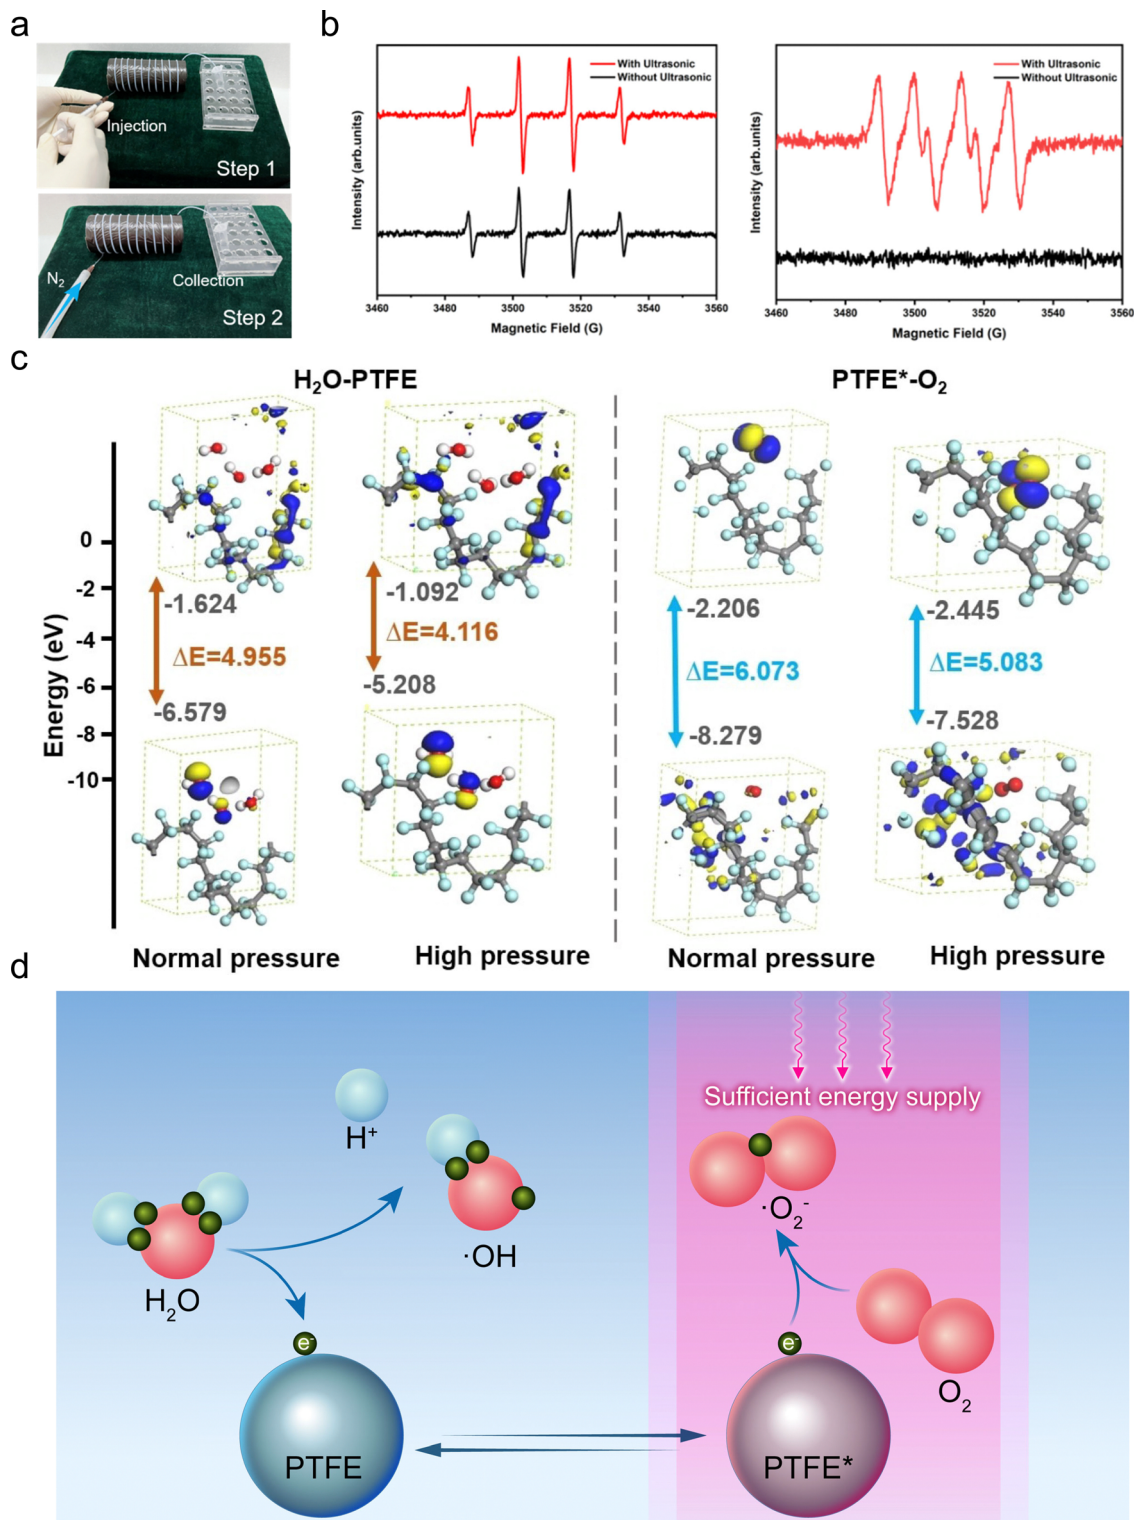 a
Injection
Step 1
N2
Collection
Step 2
b
With Ultrasonic
Without Ultrasonic
Intensity (arb.units)
3460 3480 3500 3520 3540 3560
Magnetic Field (G)
With Ultrasonic
Without Ultrasonic
Intensity (arb.units)
3460 3480 3500 3520 3540 3560
Magnetic Field (G)
c
H2O-PTFE
PTFE*-O2
Energy (eV)
0
-2
-4
-6
-8
-10
-1.624
ΔE=4.955
-6.579
-1.092
ΔE=4.116
-5.208
-2.206
ΔE=6.073
-8.279
-2.445
ΔE=5.083
-7.528
Normal pressure
High pressure
Normal pressure
High pressure
d
Sufficient energy supply
H+
·OH
H2O
·O2-
O2
e-
PTFE
e-
PTFE*